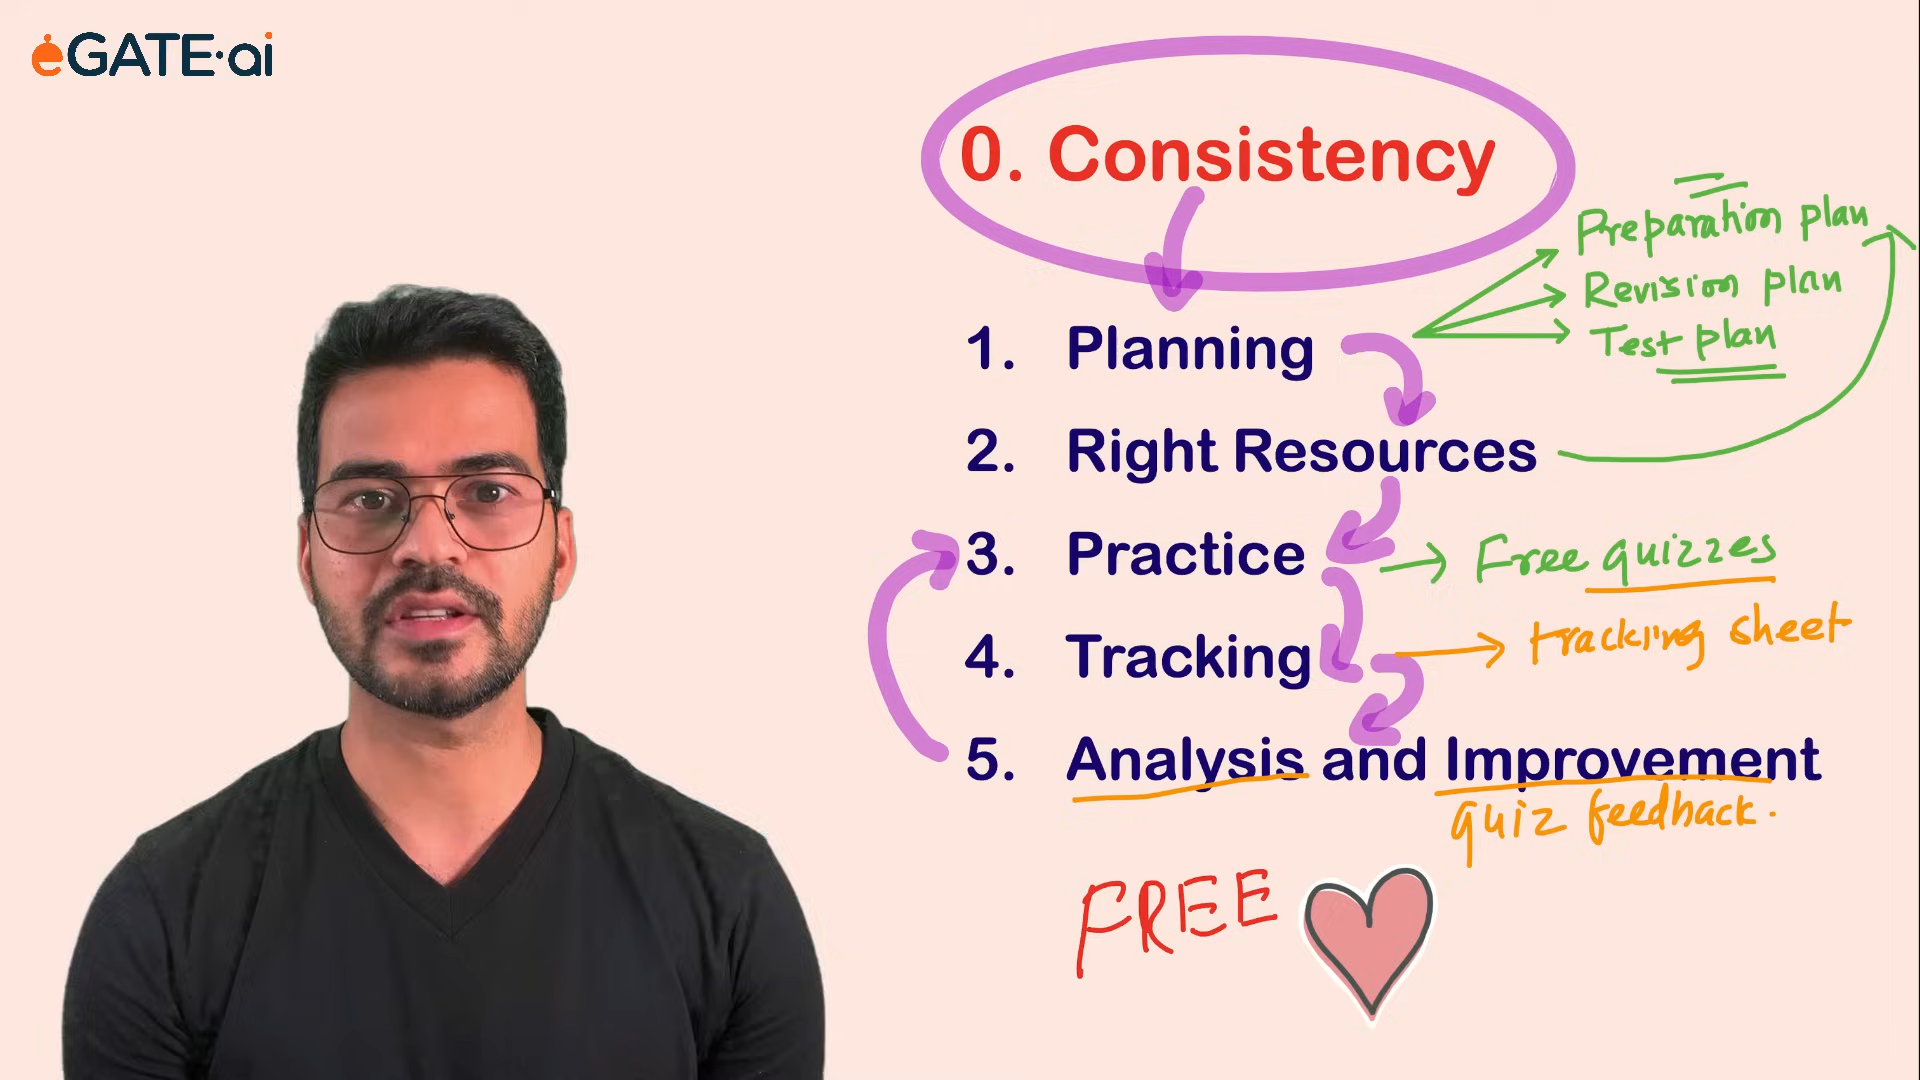 eGATE·ai
0. Consistency
Preparation plan
Revision plan
Test plan
1. Planning
2. Right Resources
3. Practice
Free quizzes
4. Tracking
tracking sheet
5. Analysis and Improvement
quiz feedback.
FREE